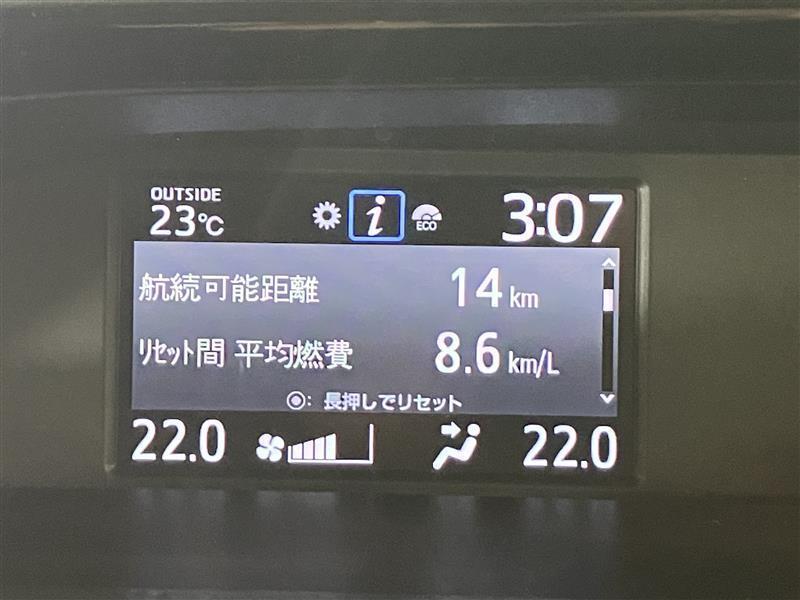 OUTSIDE
23℃
i
ECO
3:07
航続可能距離 14 km
ﾘｾｯﾄ間 平均燃費 8.6 km/L
◉: 長押しでリセット
22.0
22.0